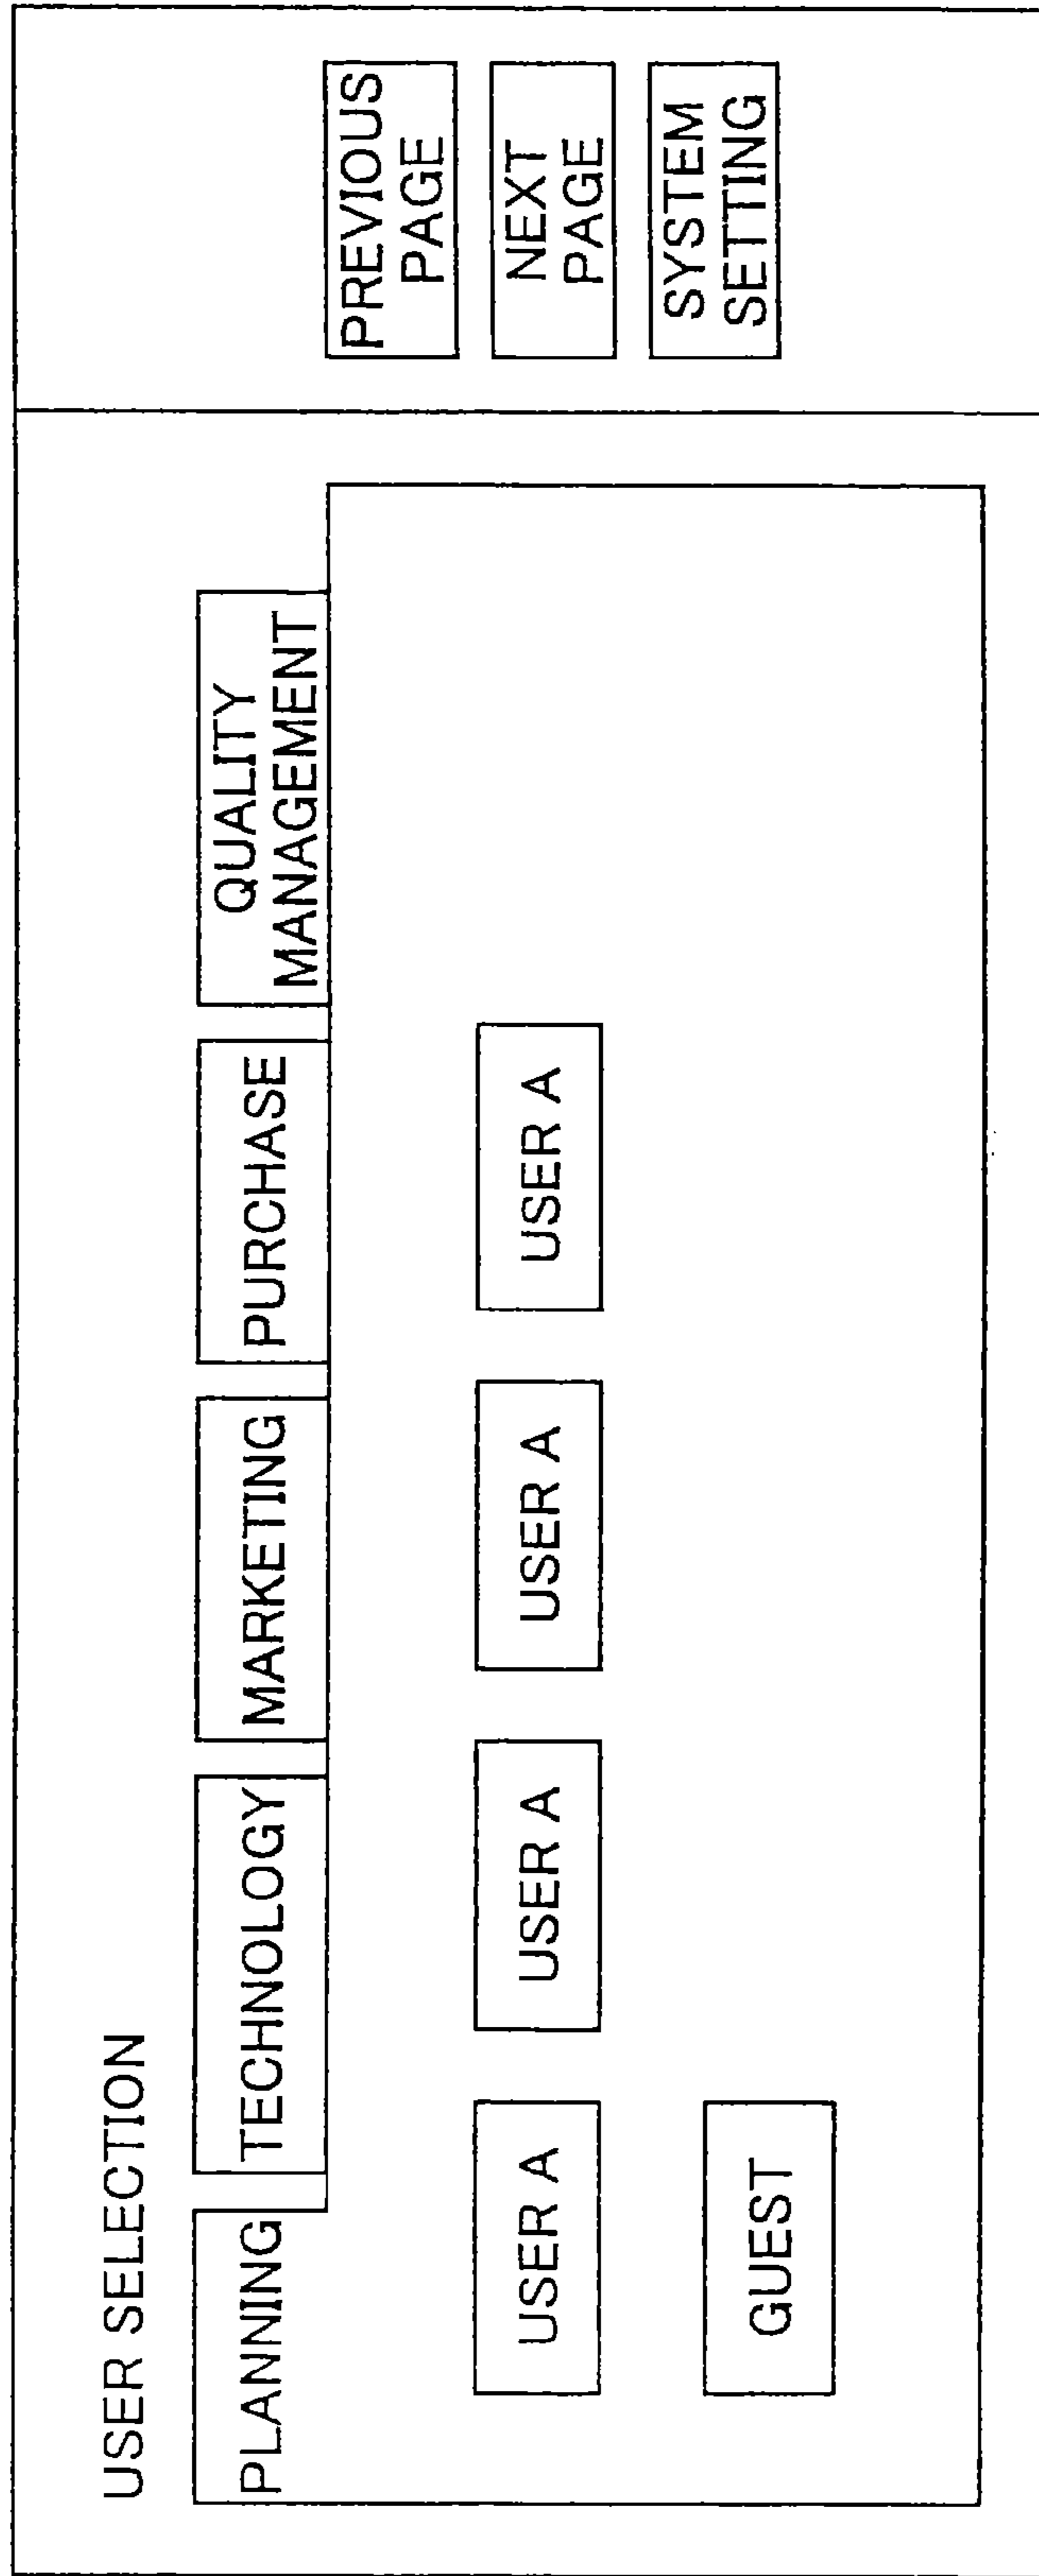 USER SELECTION
PLANNING
TECHNOLOGY
MARKETING
PURCHASE
QUALITY
MANAGEMENT
USER A
USER A
USER A
USER A
GUEST
PREVIOUS
PAGE
NEXT
PAGE
SYSTEM
SETTING